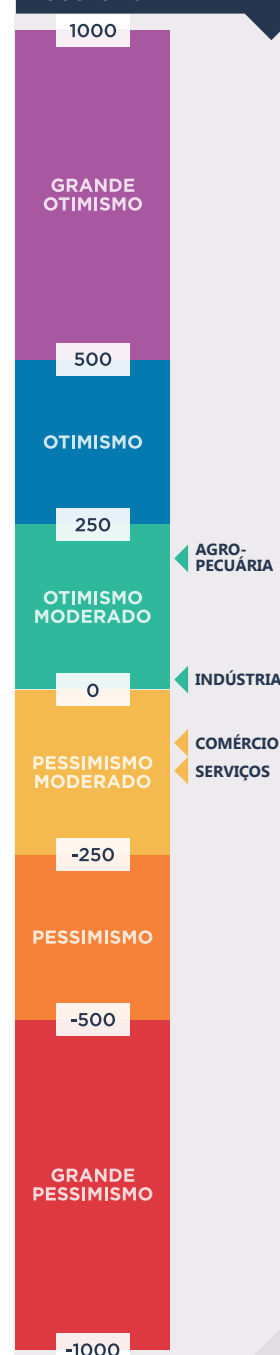 1000
GRANDE
OTIMISMO
500
OTIMISMO
250
AGRO-
PECUÁRIA
OTIMISMO
MODERADO
INDÚSTRIA
0
COMÉRCIO
PESSIMISMO
MODERADO
SERVIÇOS
-250
PESSIMISMO
-500
GRANDE
PESSIMISMO
-1000